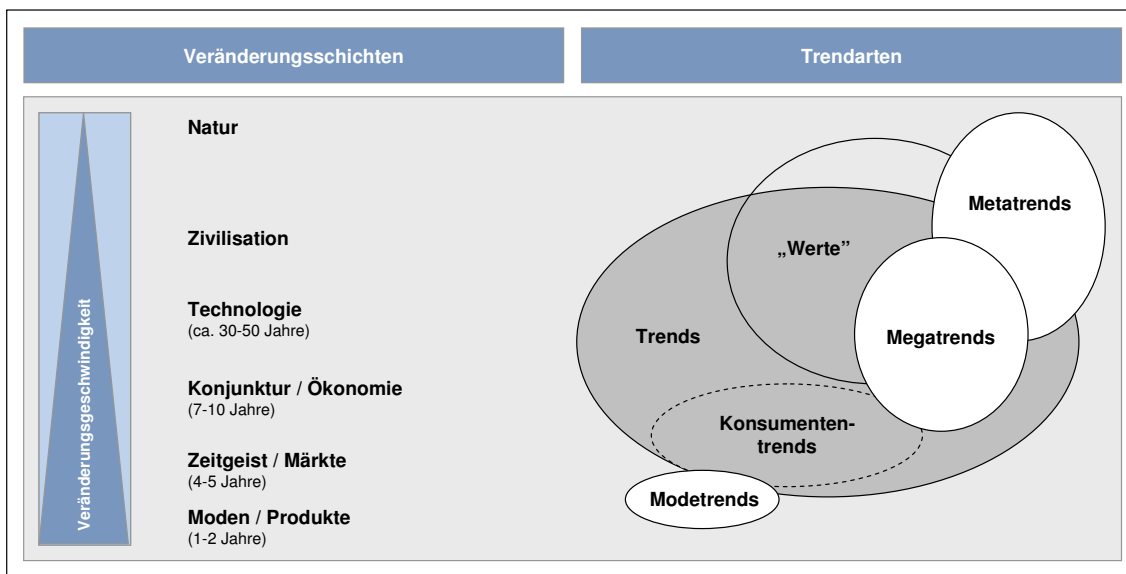 Veränderungsschichten
Trendarten
Veränderungsgeschwindigkeit
Natur
Zivilisation
Technologie
(ca. 30-50 Jahre)
Konjunktur / Ökonomie
(7-10 Jahre)
Zeitgeist / Märkte
(4-5 Jahre)
Moden / Produkte
(1-2 Jahre)
Metatrends
„Werte”
Trends
Megatrends
Konsumenten-
trends
Modetrends